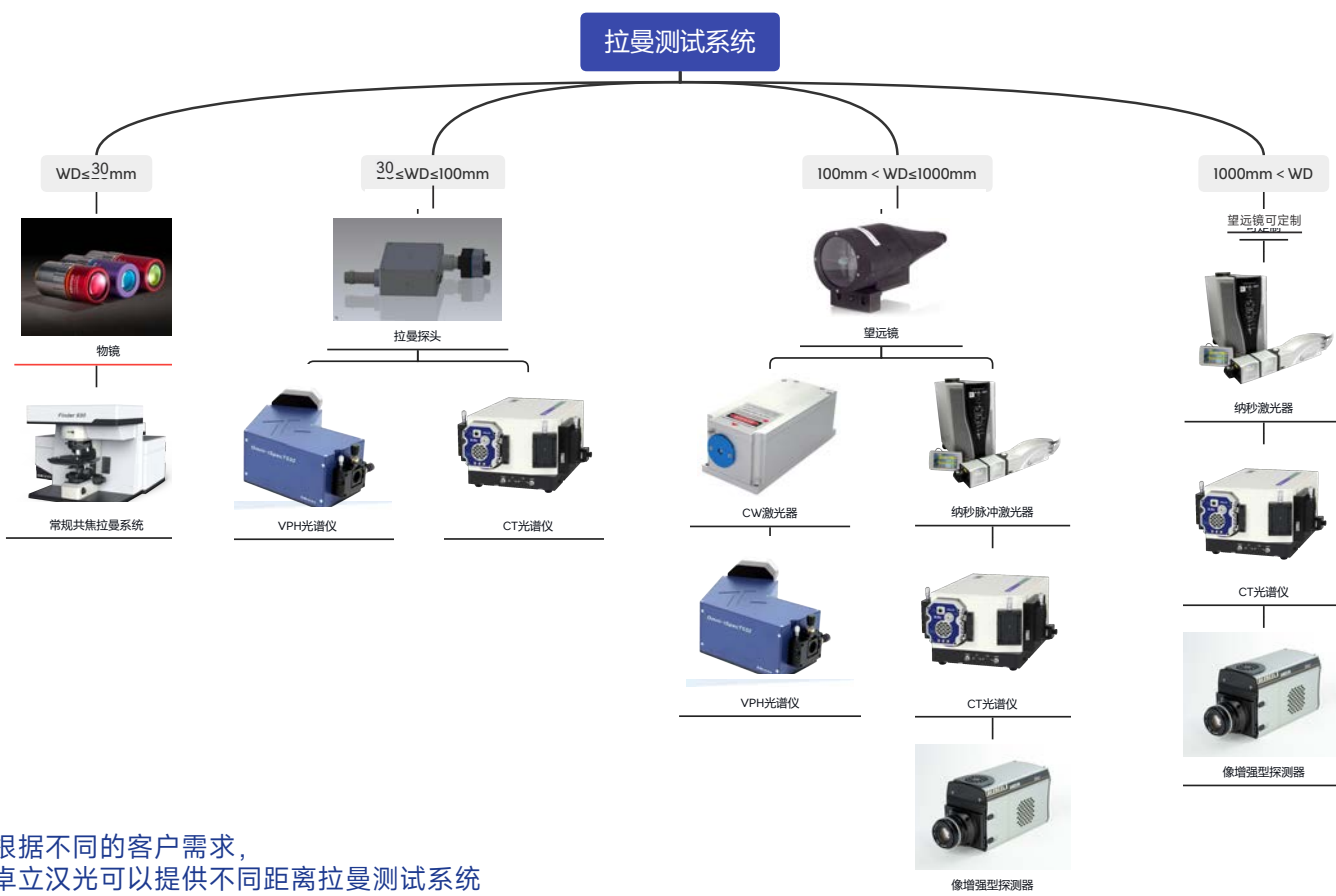 拉曼测试系统
WD≤30mm
30≤WD≤100mm
100mm < WD≤1000mm
1000mm < WD
望远镜可定制
物镜
拉曼探头
望远镜
纳秒激光器
Finder 930
常规共焦拉曼系统
VPH光谱仪
CT光谱仪
CW激光器
纳秒脉冲激光器
CT光谱仪
VPH光谱仪
CT光谱仪
像增强型探测器
像增强型探测器
根据不同的客户需求，
卓立汉光可以提供不同距离拉曼测试系统